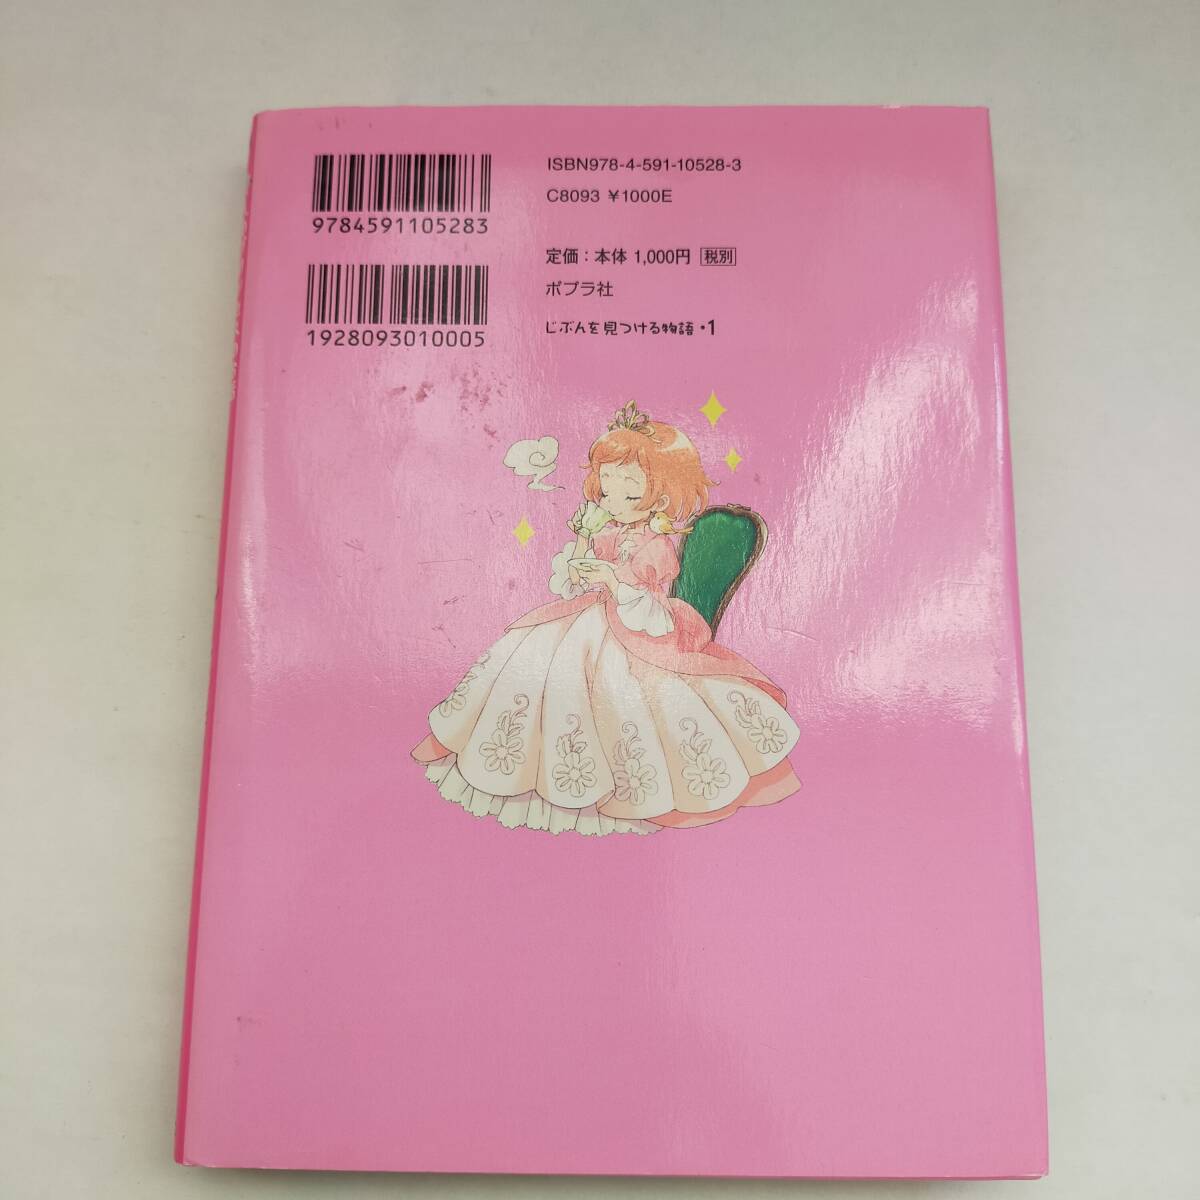 9784591105283
1928093010005
ISBN978-4-591-10528-3
C8093 ¥1000E
定価：本体 1,000円 税別
ポプラ社
じぶんを見つける物語・1